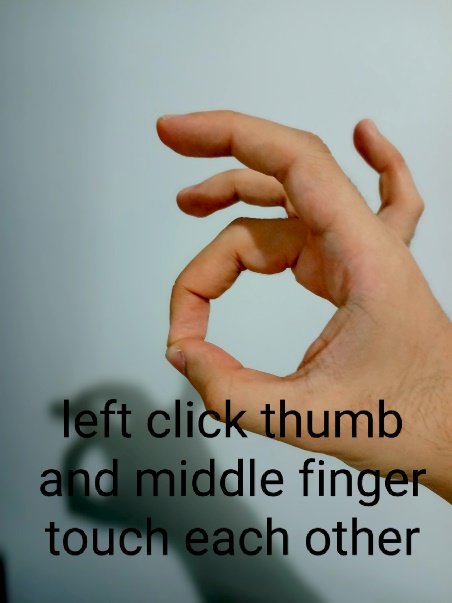 left click thumb
and middle finger
touch each other